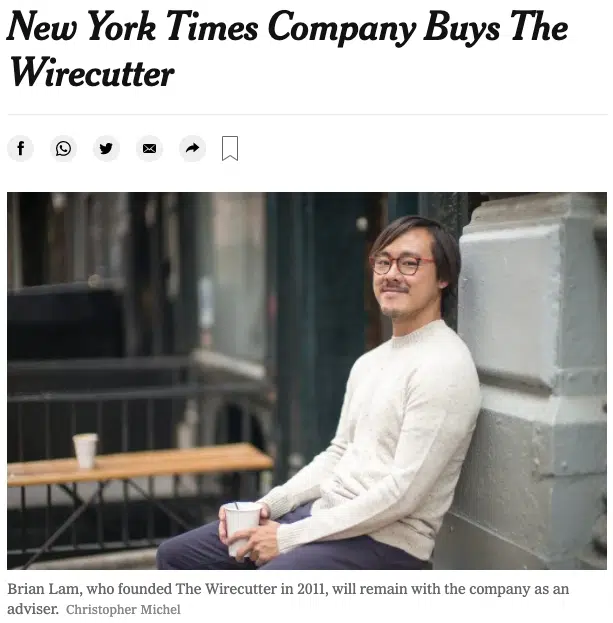 New York Times Company Buys The
Wirecutter
Brian Lam, who founded The Wirecutter in 2011, will remain with the company as an
adviser. Christopher Michel